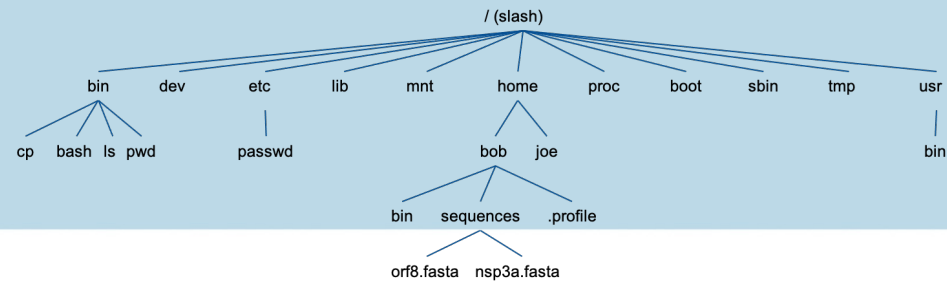 / (slash)
bin dev etc lib mnt home proc boot sbin tmp usr
cp bash ls pwd passwd bob joe bin
bin sequences .profile
orf8.fasta nsp3a.fasta